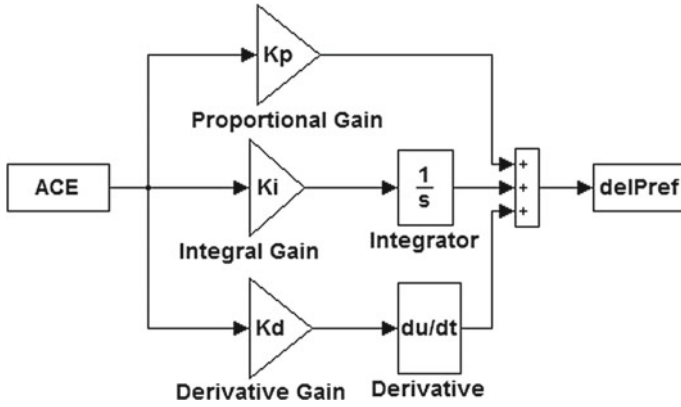 Kp
Proportional Gain
ACE
Ki
1
s
+
+
+
delPref
Integral Gain
Integrator
Kd
du/dt
Derivative Gain
Derivative